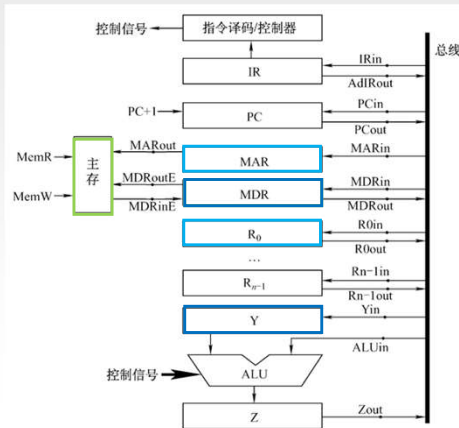 控制信号
指令译码/控制器
总线
IR
IRin
AdIRout
PC+1
PC
PCin
PCout
MemR
主存
MARout
MAR
MARin
MemW
MDRoutE
MDRinE
MDR
MDRin
MDRout
R₀
R0in
R0out
…
Rₙ₋₁
Rn-1in
Rn-1out
Y
Yin
ALUin
控制信号
ALU
Z
Zout